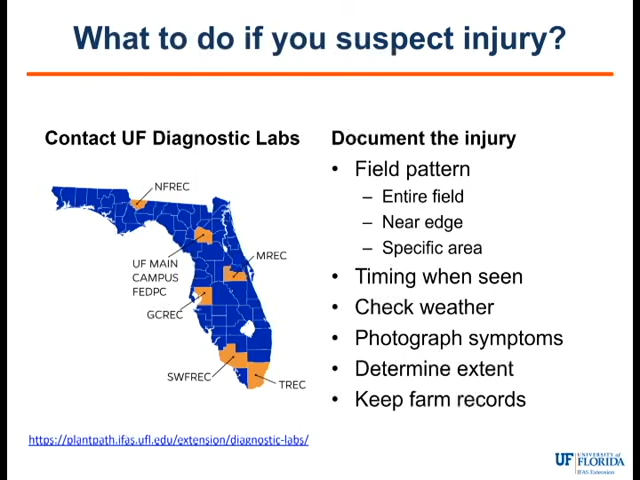 What to do if you suspect injury?
Contact UF Diagnostic Labs
NFREC
MREC
UF MAIN
CAMPUS
FEDPC
GCREC
SWFREC
TREC
https://plantpath.ifas.ufl.edu/extension/diagnostic-labs/
Document the injury
• Field pattern
– Entire field
– Near edge
– Specific area
• Timing when seen
• Check weather
• Photograph symptoms
• Determine extent
• Keep farm records
UF UNIVERSITY of
FLORIDA
IFAS Extension